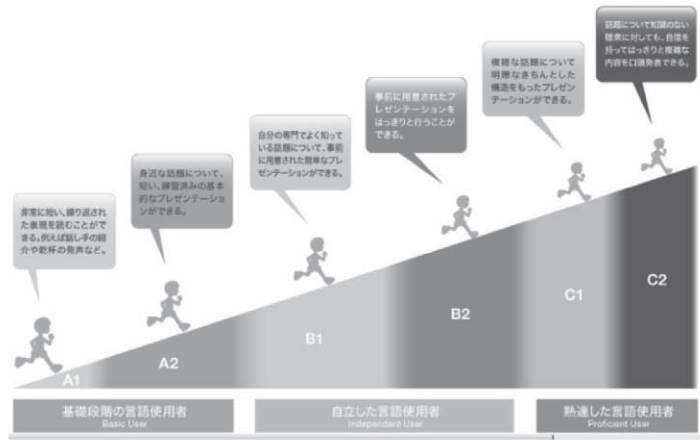 非常に短い、繰り返され
た表現を読むことがで
きる。例えば話し手の紹
介や乾杯の発声など。
身近な話題について、
短い、練習済みの基本
的なプレゼンテーショ
ンができる。
自分の専門でよく知って
いる話題について、事前
に用意された簡単なプレ
ゼンテーションができる。
事前に用意されたプ
レゼンテーションを
はっきりと行うことが
できる。
複雑な話題について
明瞭なきちんとした
構造をもったプレゼン
テーションができる。
話題について知識のない
聴衆に対しても、自信を
持ってはっきりと複雑な
内容を口頭発表できる。
A1
A2
B1
B2
C1
C2
基礎段階の言語使用者
Basic User
自立した言語使用者
Independent User
熟達した言語使用者
Proficient User